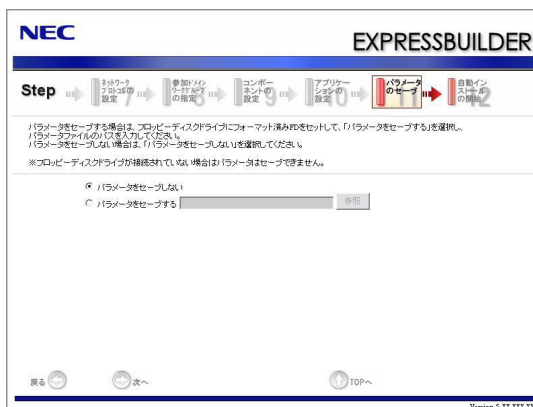 NEC
EXPRESSBUILDER
Step
ネットワーク
プロトコルの
設定
7
参加ドメイン
ワークグループ
の指定
8
コンポー
ネントの
設定
9
アプリケー
ションの
設定
10
パラメータ
のセーブ
11
自動イン
ストール
の開始
12
パラメータをセーブする場合は、フロッピーディスクドライブにフォーマット済みFDをセットして、「パラメータをセーブする」を選択し、
パラメータファイルのパスを入力してください。
パラメータをセーブしない場合は、「パラメータをセーブしない」を選択してください。
※フロッピーディスクドライブが接続されていない場合はパラメータはセーブできません。
パラメータをセーブしない
パラメータをセーブする
参照
戻る
次へ
TOPへ